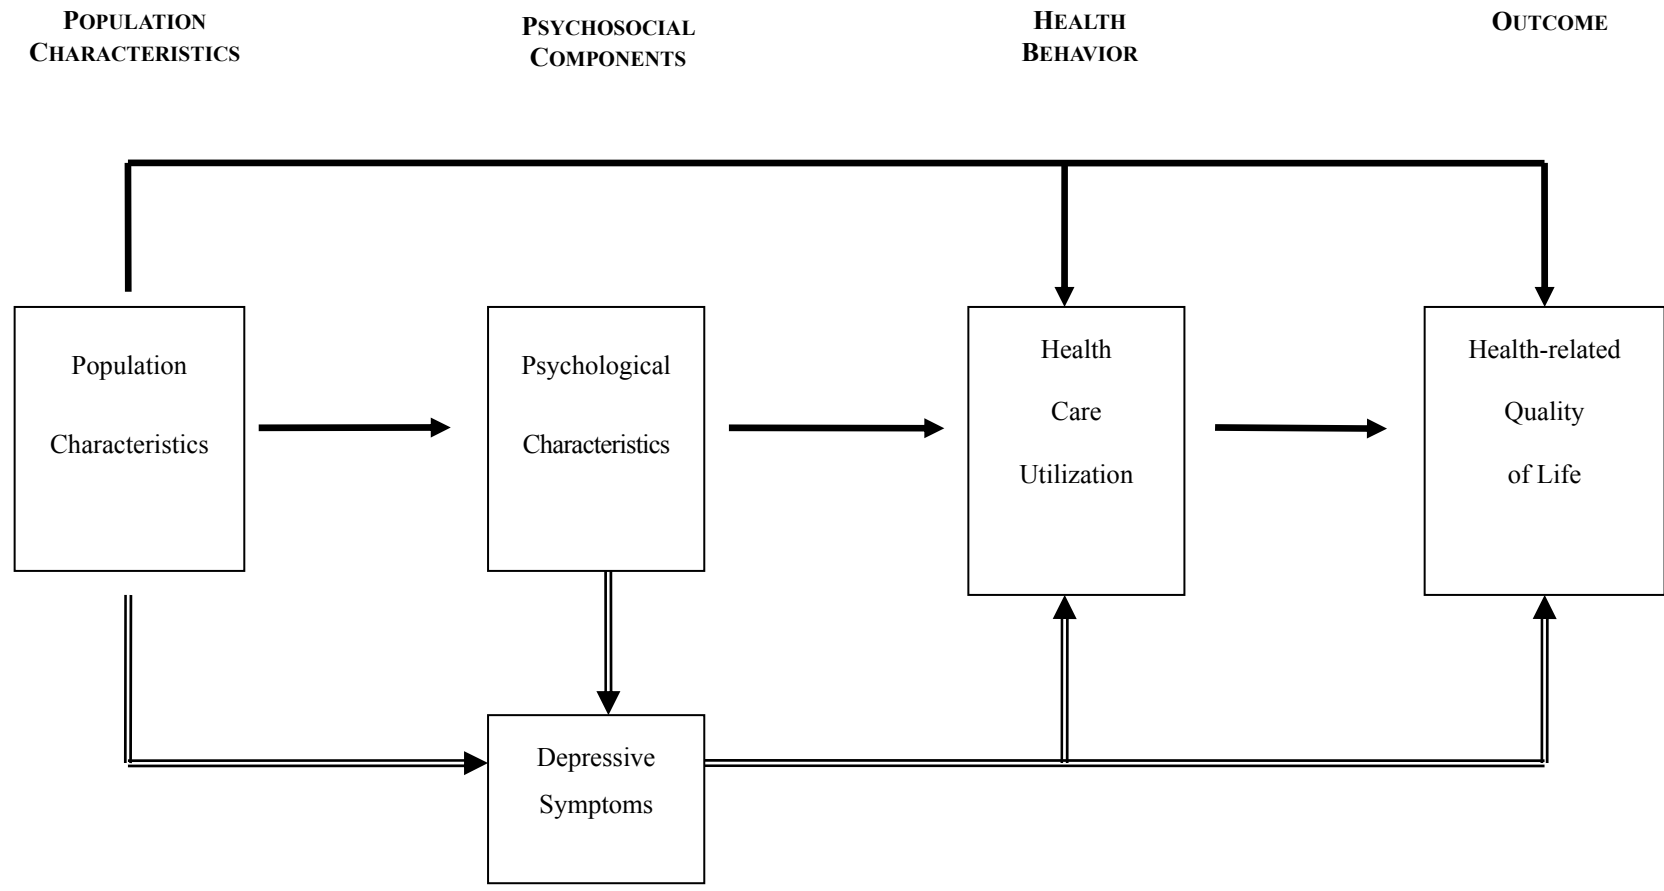 POPULATION
CHARACTERISTICS
PSYCHOSOCIAL
COMPONENTS
HEALTH
BEHAVIOR
OUTCOME
Population
Characteristics
Psychological
Characteristics
Health
Care
Utilization
Health-related
Quality
of Life
Depressive
Symptoms